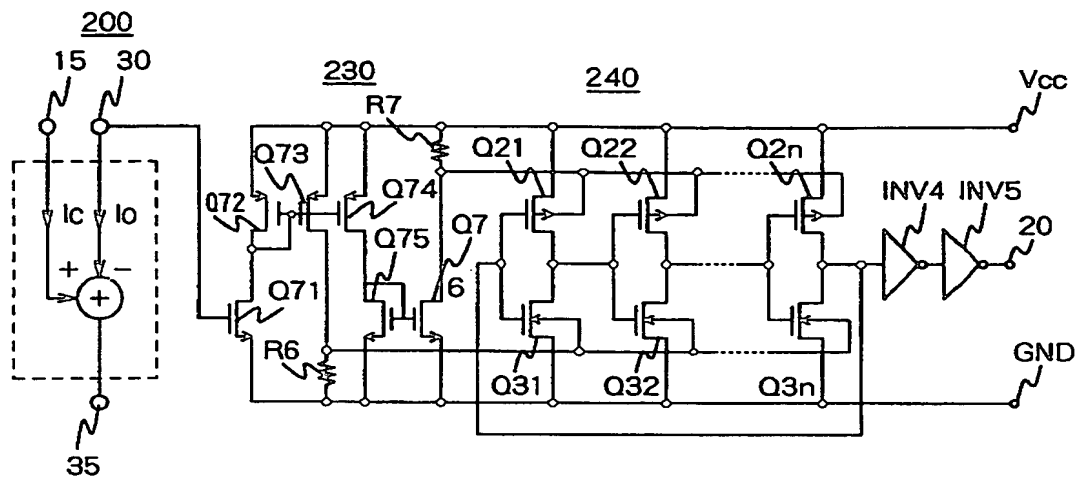 200
15
30
230
240
Vcc
R7
Q73
Q21
Q22
Q2n
INV4
INV5
20
Q72
Q74
Ic
Io
Q75
Q7
6
+
−
+
Q71
R6
Q31
Q32
Q3n
GND
35